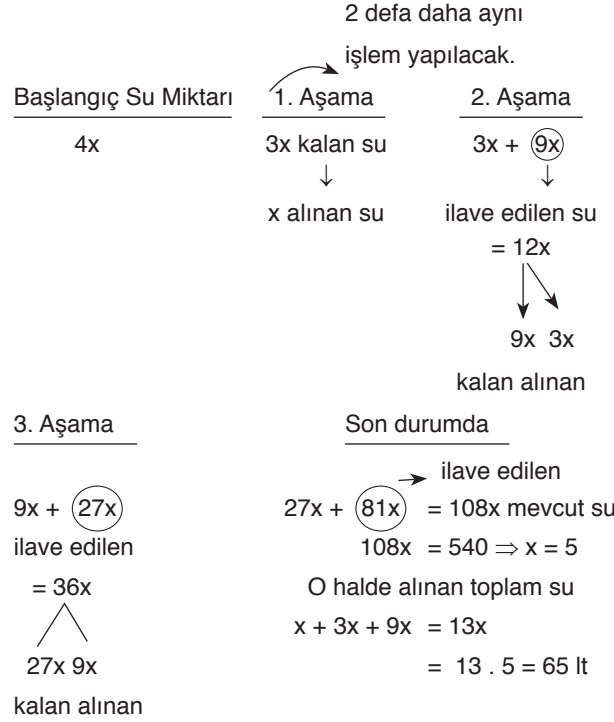 2 defa daha aynı
işlem yapılacak.
Başlangıç Su Miktarı 1. Aşama 2. Aşama
4x 3x kalan su 3x + 9x
↓ ↓
x alınan su ilave edilen su
= 12x
9x 3x
kalan alınan
3. Aşama Son durumda
ilave edilen
9x + 27x 27x + 81x = 108x mevcut su
ilave edilen 108x = 540 ⇒ x = 5
= 36x O halde alınan toplam su
x + 3x + 9x = 13x
27x 9x = 13 . 5 = 65 lt
kalan alınan